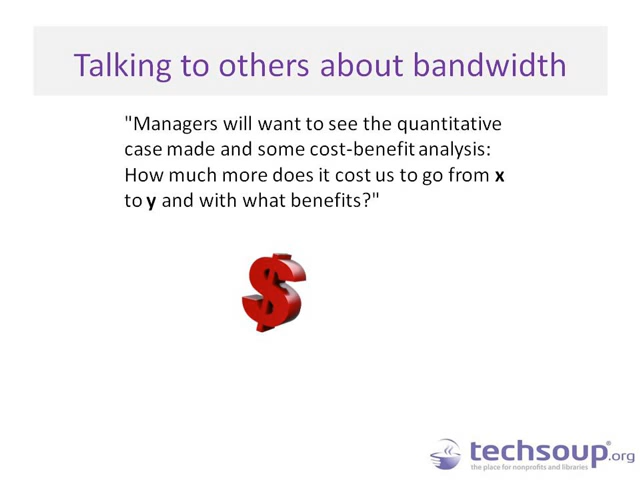 Talking to others about bandwidth
"Managers will want to see the quantitative
case made and some cost-benefit analysis:
How much more does it cost us to go from x
to y and with what benefits?"
$
techsoup®.org
the place for nonprofits and libraries